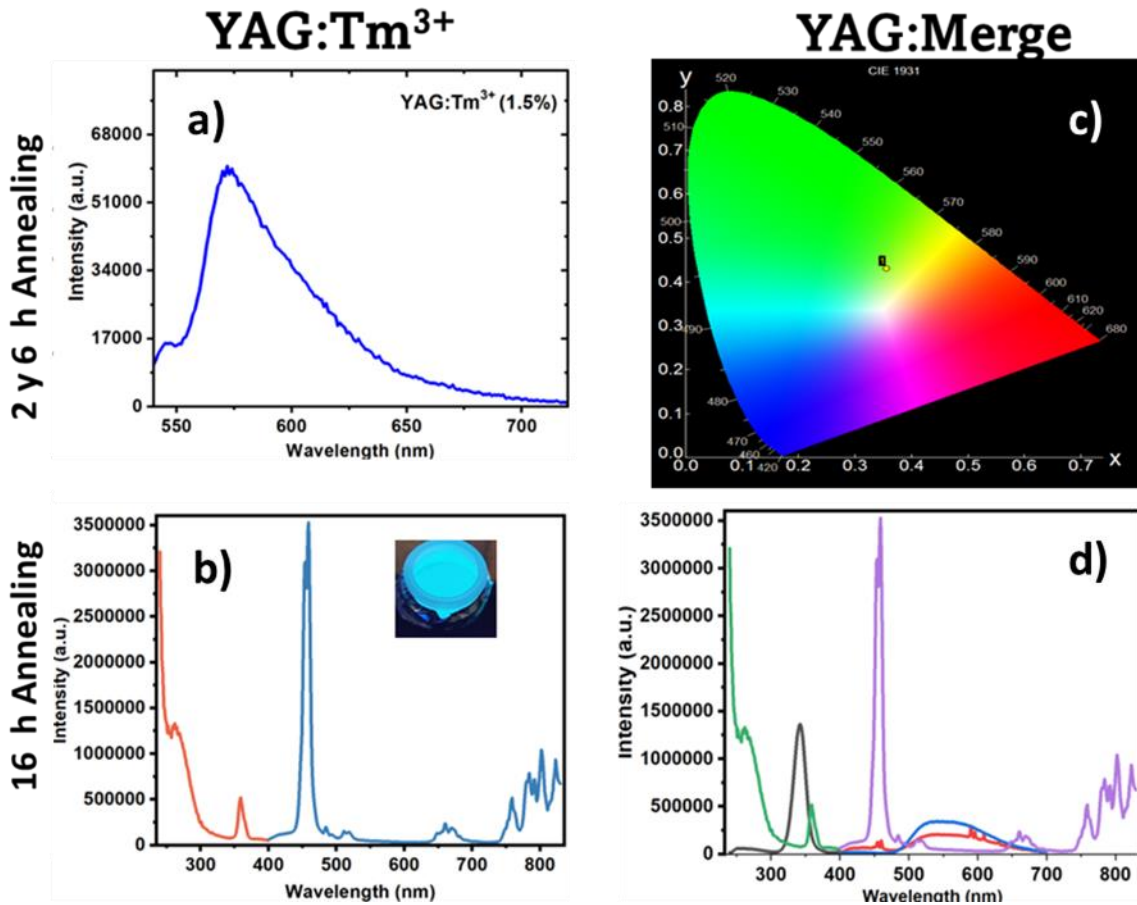 YAG:Tm³⁺
YAG:Merge
2 y 6 h Annealing
a)
YAG:Tm³⁺ (1.5%)
68000
51000
34000
17000
0
Intensity (a.u.)
550 600 650 700
Wavelength (nm)
c)
CIE 1931
y
0.8
0.7
0.6
0.5
0.4
0.3
0.2
0.1
0.0
0.0 0.1 0.2 0.3 0.4 0.5 0.6 0.7 x
520
530
540
550
560
570
580
590
600
610
620
680
510
500
490
480
470
460
420
16 h Annealing
b)
3500000
3000000
2500000
2000000
1500000
1000000
500000
0
Intensity (a.u.)
300 400 500 600 700 800
Wavelength (nm)
d)
3500000
3000000
2500000
2000000
1500000
1000000
500000
0
Intensity (a.u.)
300 400 500 600 700 800
Wavelength (nm)